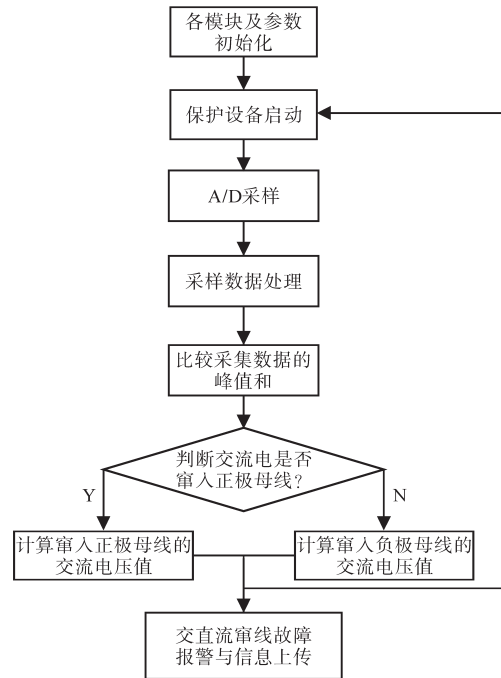 各模块及参数
初始化
保护设备启动
A/D采样
采样数据处理
比较采集数据的
峰值和
判断交流电是否
窜入正极母线?
Y
N
计算窜入正极母线的
交流电压值
计算窜入负极母线的
交流电压值
交直流窜线故障
报警与信息上传